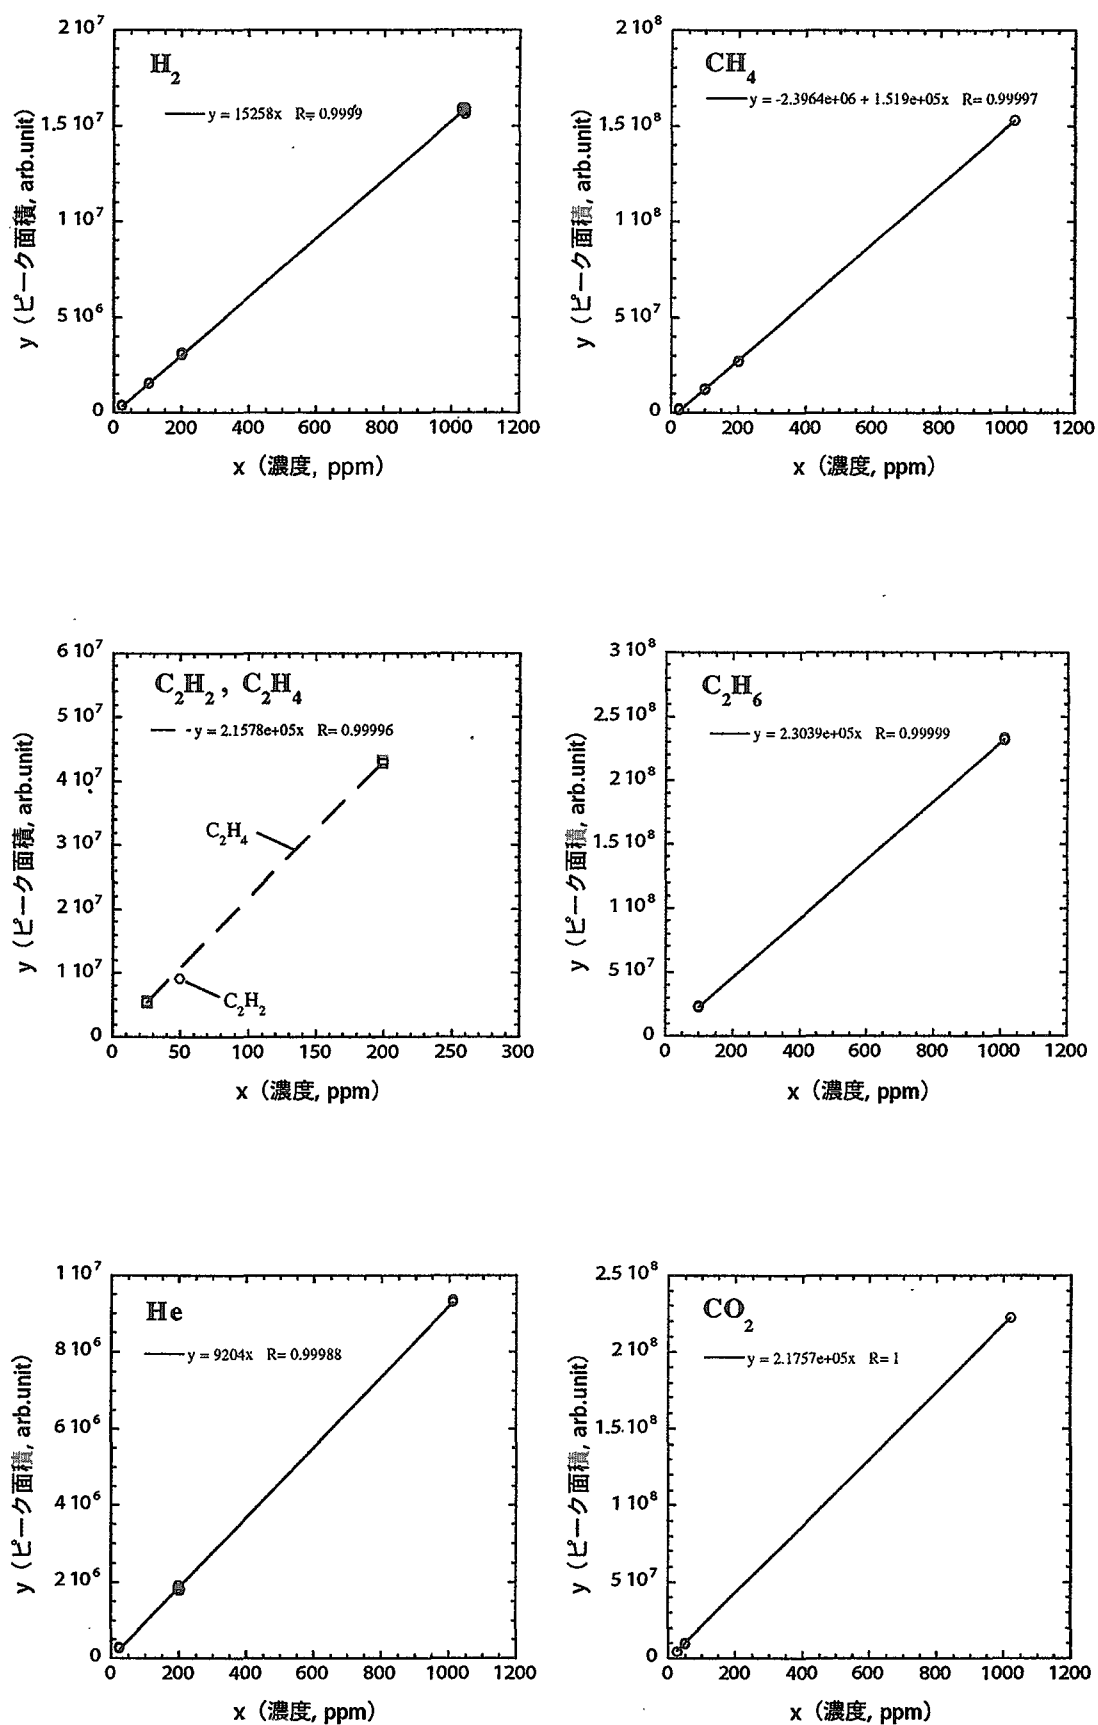 H₂
y = 15258x R= 0.9999
2 10⁷
1.5 10⁷
1 10⁷
5 10⁶
0
0 200 400 600 800 1000 1200
x (濃度, ppm)
y (ピーク面積, arb.unit)
CH₄
y = -2.3964e+06 + 1.519e+05x R= 0.99997
2 10⁸
1.5 10⁸
1 10⁸
5 10⁷
0
0 200 400 600 800 1000 1200
x (濃度, ppm)
y (ピーク面積, arb.unit)
C₂H₂ , C₂H₄
y = 2.1578e+05x R= 0.99996
6 10⁷
5 10⁷
4 10⁷
3 10⁷
2 10⁷
1 10⁷
0
C₂H₄
C₂H₂
0 50 100 150 200 250 300
x (濃度, ppm)
y (ピーク面積, arb.unit)
C₂H₆
y = 2.3039e+05x R= 0.99999
3 10⁸
2.5 10⁸
2 10⁸
1.5 10⁸
1 10⁸
5 10⁷
0
0 200 400 600 800 1000 1200
x (濃度, ppm)
y (ピーク面積, arb.unit)
He
y = 9204x R= 0.99988
1 10⁷
8 10⁶
6 10⁶
4 10⁶
2 10⁶
0
0 200 400 600 800 1000 1200
x (濃度, ppm)
y (ピーク面積, arb.unit)
CO₂
y = 2.1757e+05x R= 1
2.5 10⁸
2 10⁸
1.5 10⁸
1 10⁸
5 10⁷
0
0 200 400 600 800 1000 1200
x (濃度, ppm)
y (ピーク面積, arb.unit)